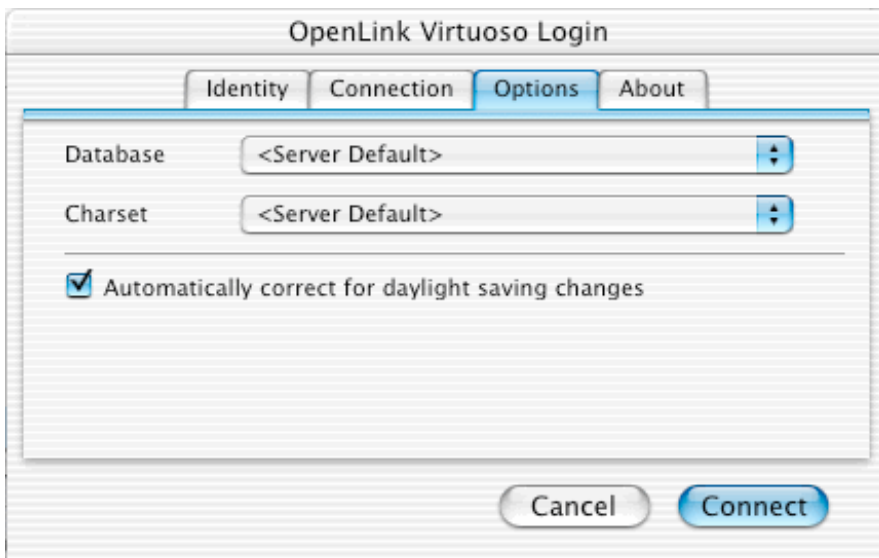 OpenLink Virtuoso Login
Identity Connection Options About
Database <Server Default>
Charset <Server Default>
Automatically correct for daylight saving changes
Cancel Connect